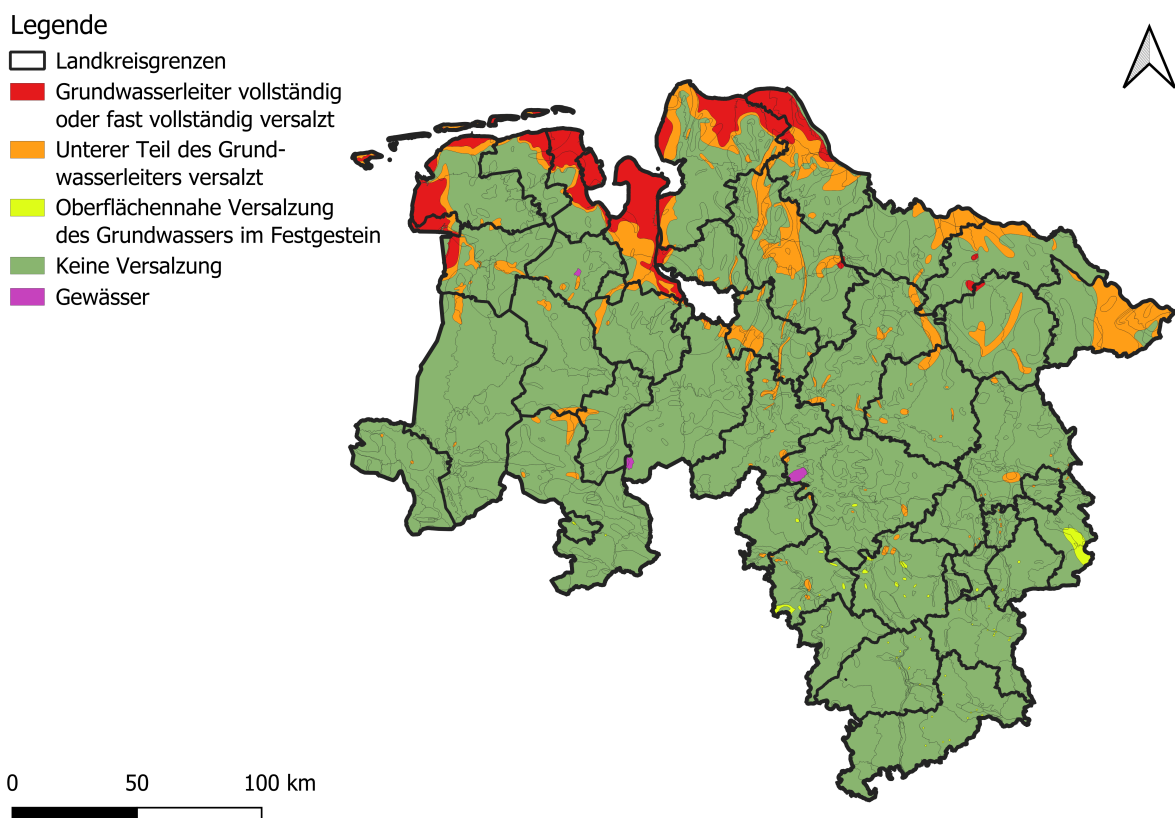 Legende
Landkreisgrenzen
Grundwasserleiter vollständig
oder fast vollständig versalzt
Unterer Teil des Grund-
wasserleiters versalzt
Oberflächennahe Versalzung
des Grundwassers im Festgestein
Keine Versalzung
Gewässer
0 50 100 km